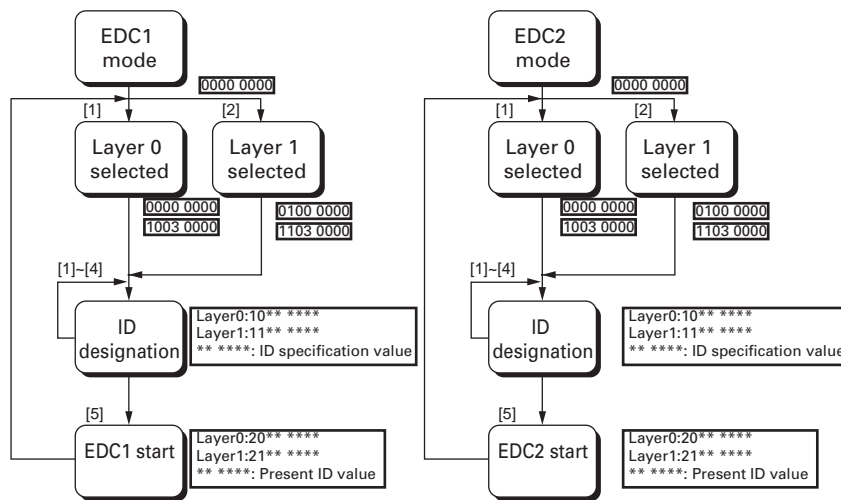 EDC1
mode
0000 0000
[1]
[2]
Layer 0
selected
Layer 1
selected
0000 0000
1003 0000
0100 0000
1103 0000
[1]~[4]
ID
designation
Layer0:10** ****
Layer1:11** ****
** ****: ID specification value
[5]
EDC1 start
Layer0:20** ****
Layer1:21** ****
** ****: Present ID value
EDC2
mode
0000 0000
[1]
[2]
Layer 0
selected
Layer 1
selected
0000 0000
1003 0000
0100 0000
1103 0000
[1]~[4]
ID
designation
Layer0:10** ****
Layer1:11** ****
** ****: ID specification value
[5]
EDC2 start
Layer0:20** ****
Layer1:21** ****
** ****: Present ID value